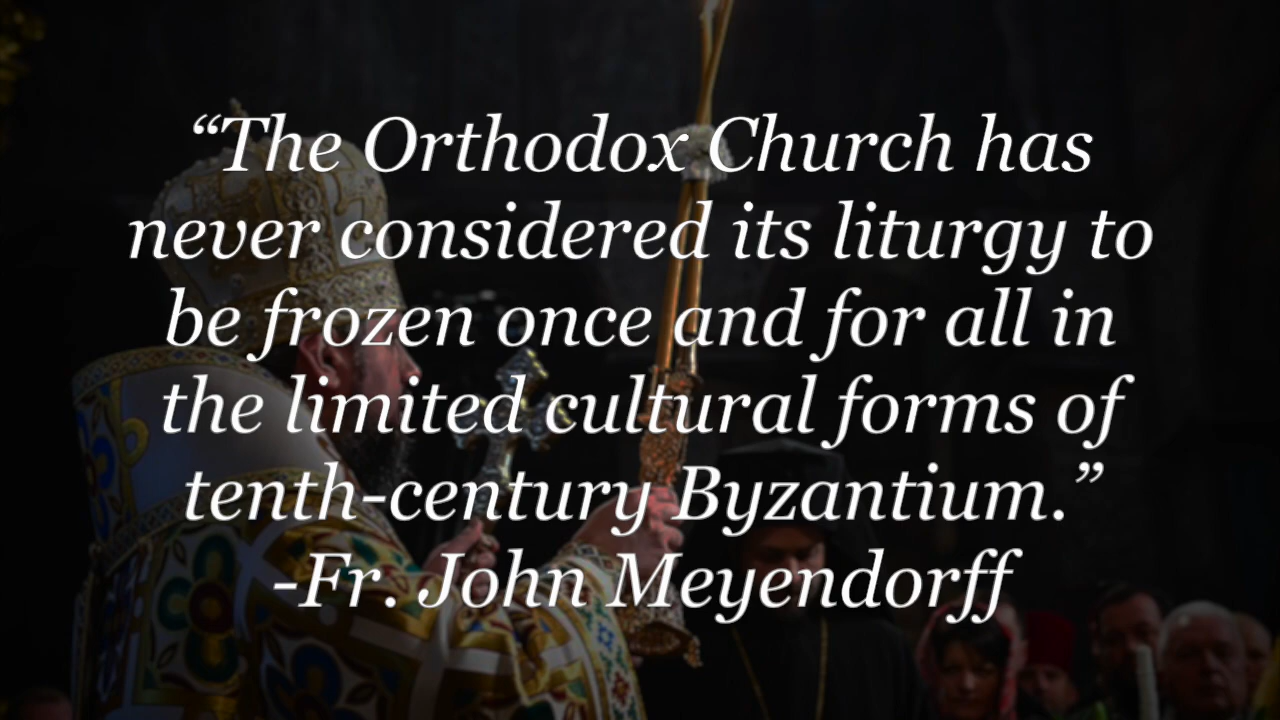 “The Orthodox Church has
never considered its liturgy to
be frozen once and for all in
the limited cultural forms of
tenth-century Byzantium.”
-Fr. John Meyendorff